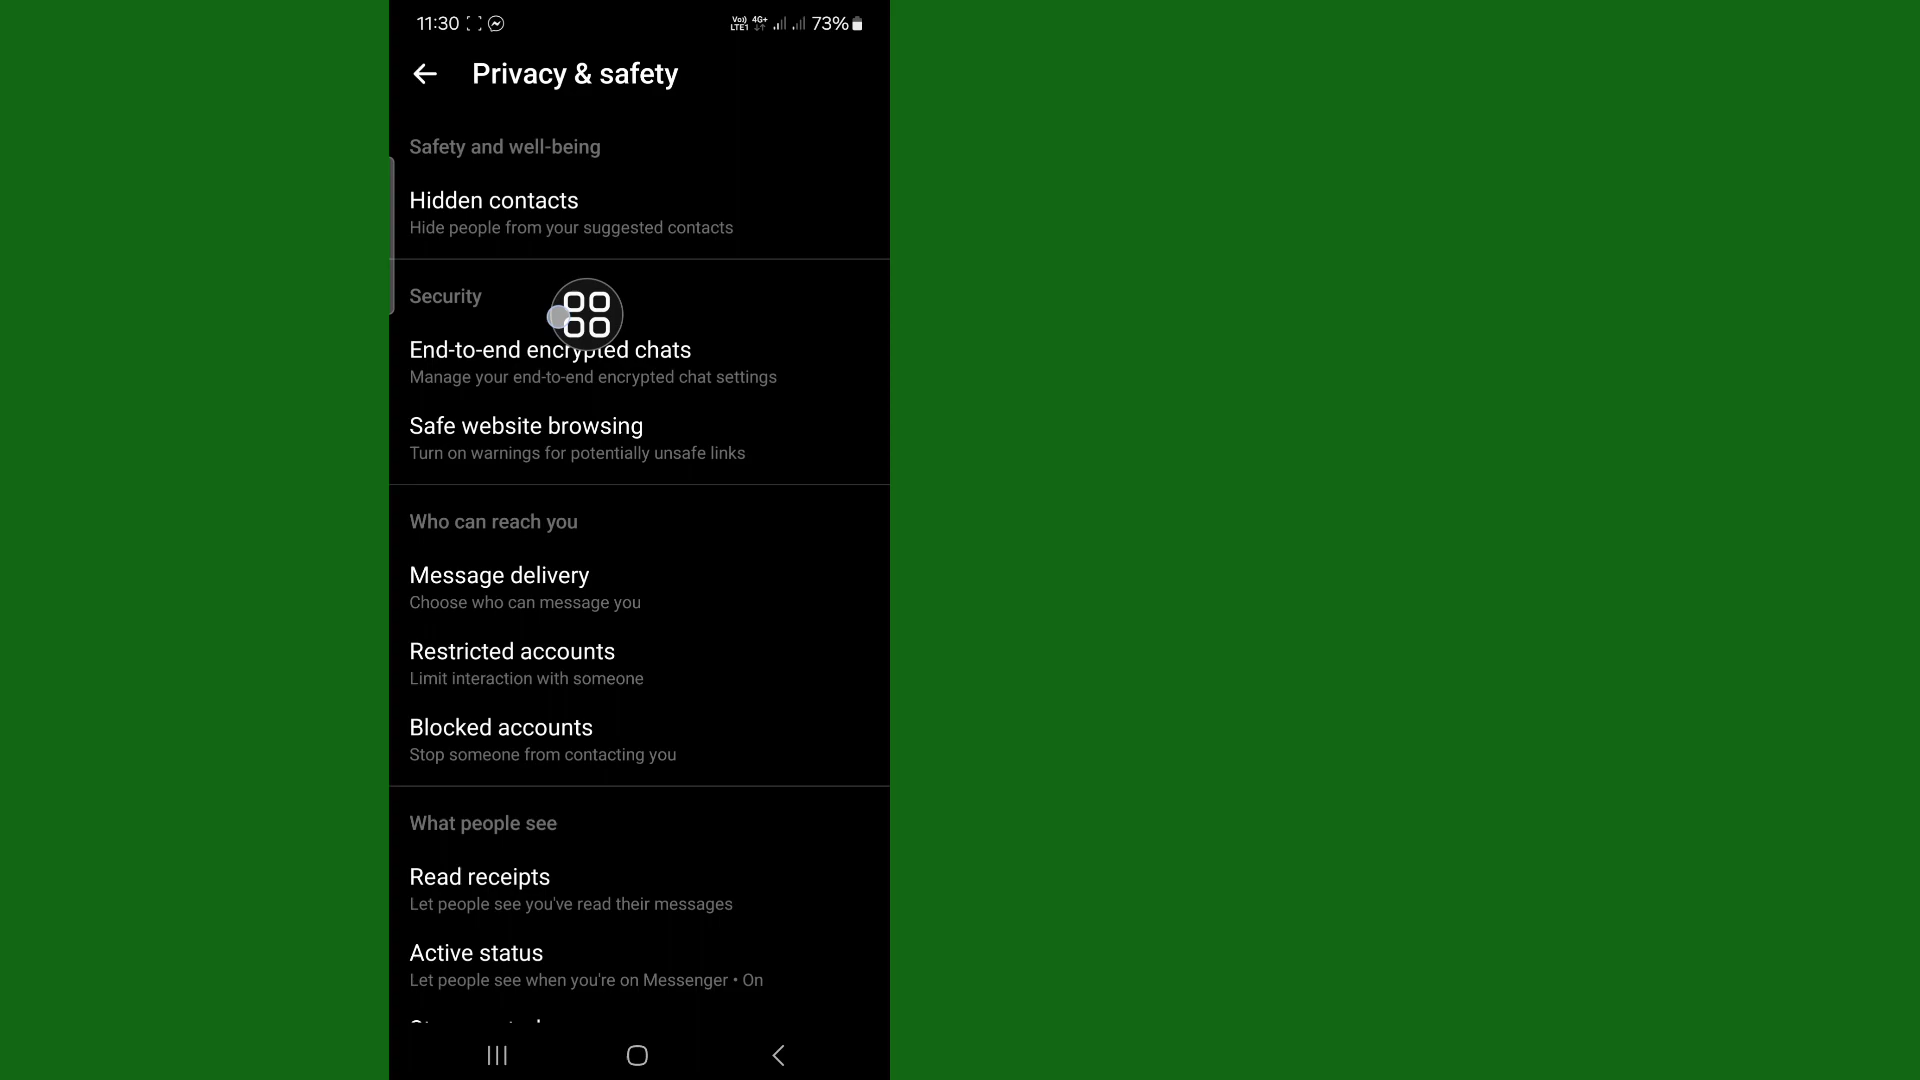 11:30 Vo)) LTE1 4G+ 73%
Privacy & safety
Safety and well-being
Hidden contacts
Hide people from your suggested contacts
Security
End-to-end encrypted chats
Manage your end-to-end encrypted chat settings
Safe website browsing
Turn on warnings for potentially unsafe links
Who can reach you
Message delivery
Choose who can message you
Restricted accounts
Limit interaction with someone
Blocked accounts
Stop someone from contacting you
What people see
Read receipts
Let people see you've read their messages
Active status
Let people see when you're on Messenger • On